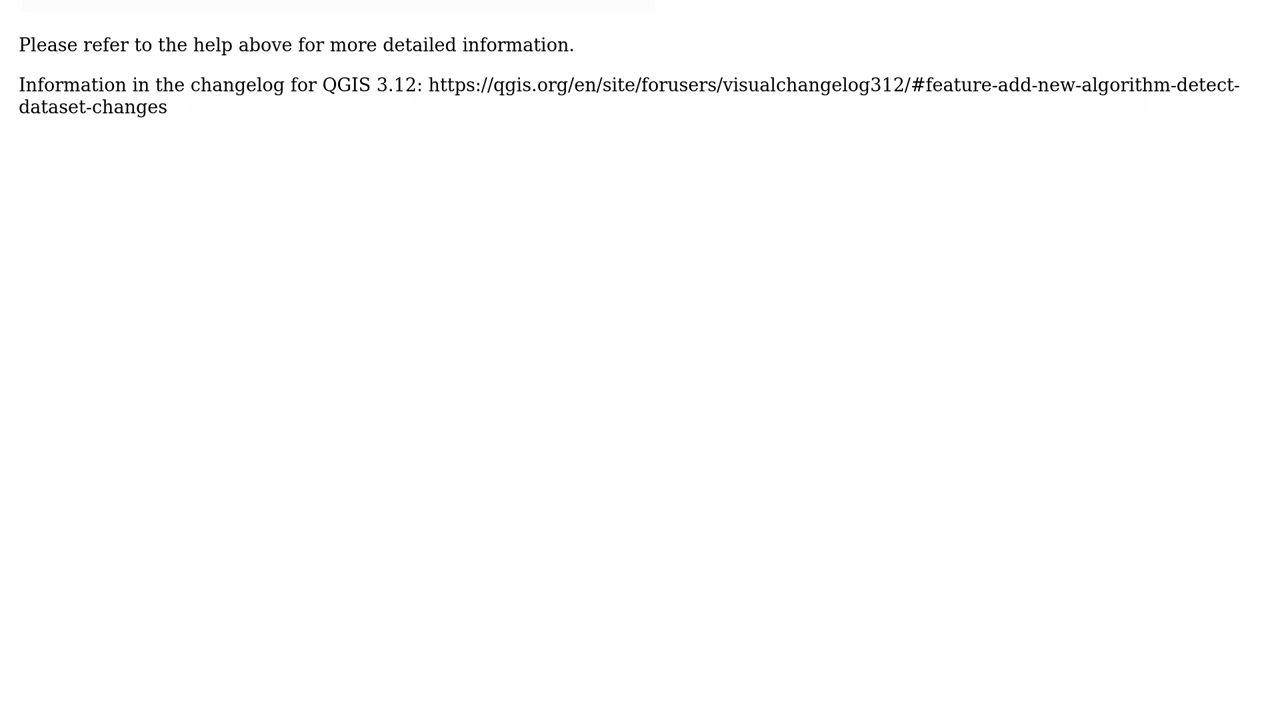 Please refer to the help above for more detailed information.
Information in the changelog for QGIS 3.12: https://qgis.org/en/site/forusers/visualchangelog312/#feature-add-new-algorithm-detect-
dataset-changes